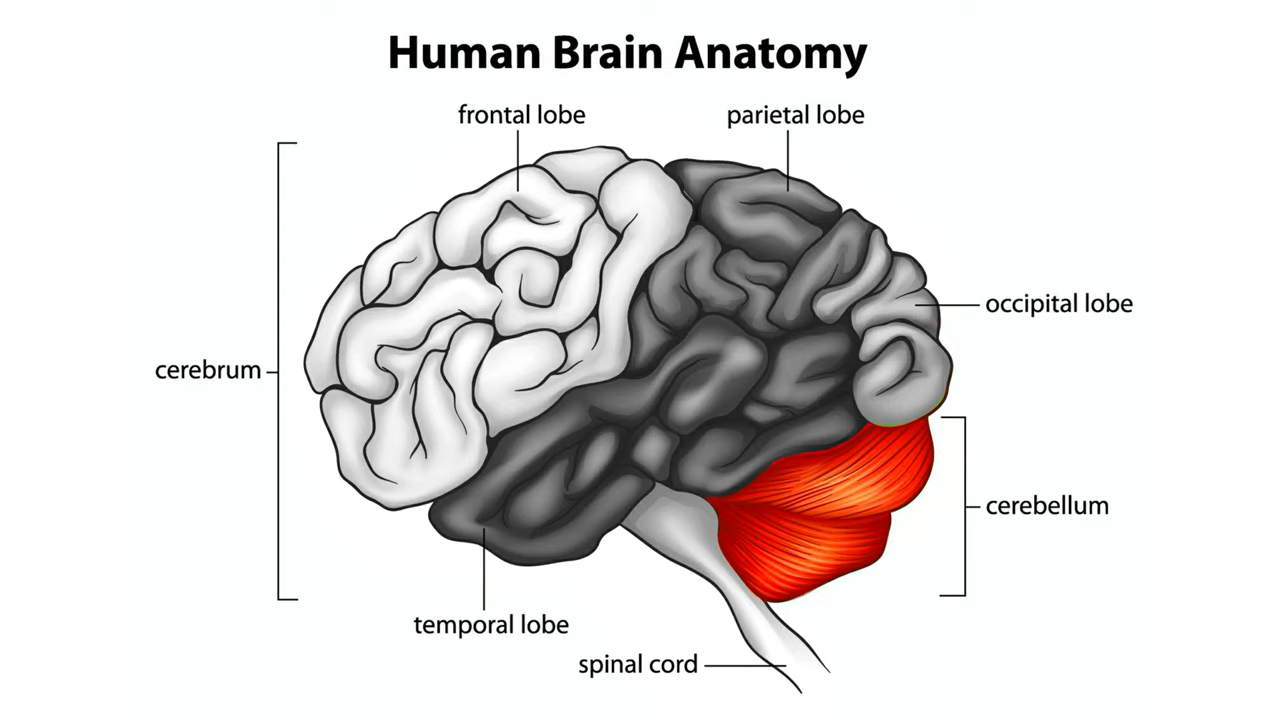 Human Brain Anatomy
frontal lobe
parietal lobe
occipital lobe
cerebrum
cerebellum
temporal lobe
spinal cord